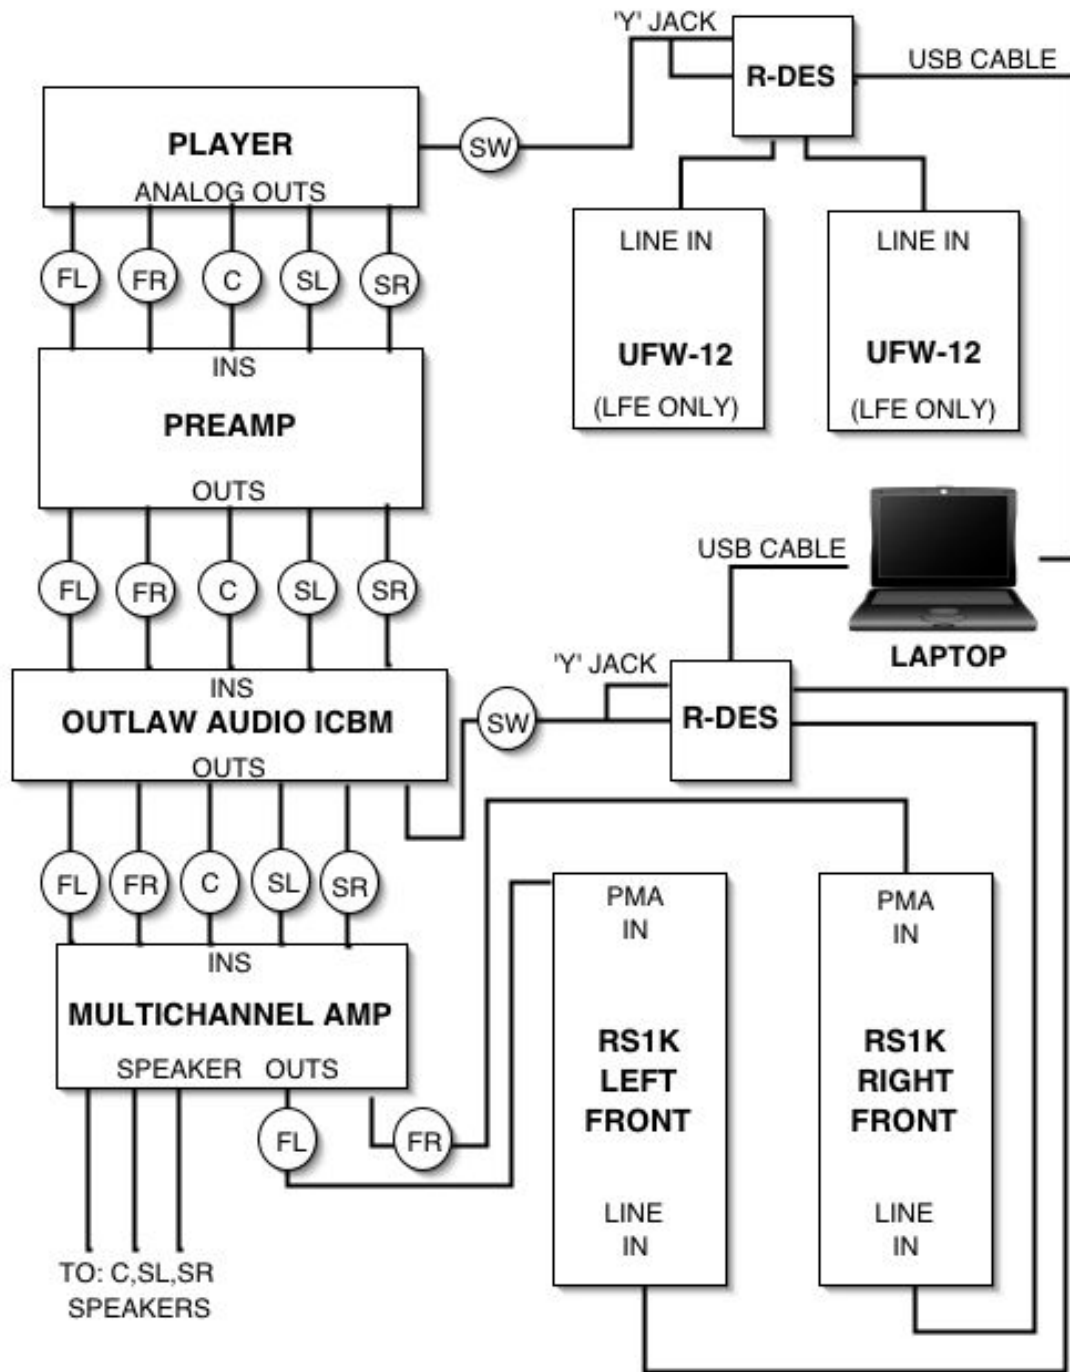 'Y' JACK
USB CABLE
R-DES
PLAYER
SW
ANALOG OUTS
FL FR C SL SR
LINE IN
UFW-12
(LFE ONLY)
LINE IN
UFW-12
(LFE ONLY)
INS
PREAMP
OUTS
FL FR C SL SR
USB CABLE
LAPTOP
'Y' JACK
R-DES
SW
INS
OUTLAW AUDIO ICBM
OUTS
FL FR C SL SR
INS
MULTICHANNEL AMP
SPEAKER OUTS
FL
FR
TO: C,SL,SR
SPEAKERS
PMA
IN
RS1K
LEFT
FRONT
LINE
IN
PMA
IN
RS1K
RIGHT
FRONT
LINE
IN